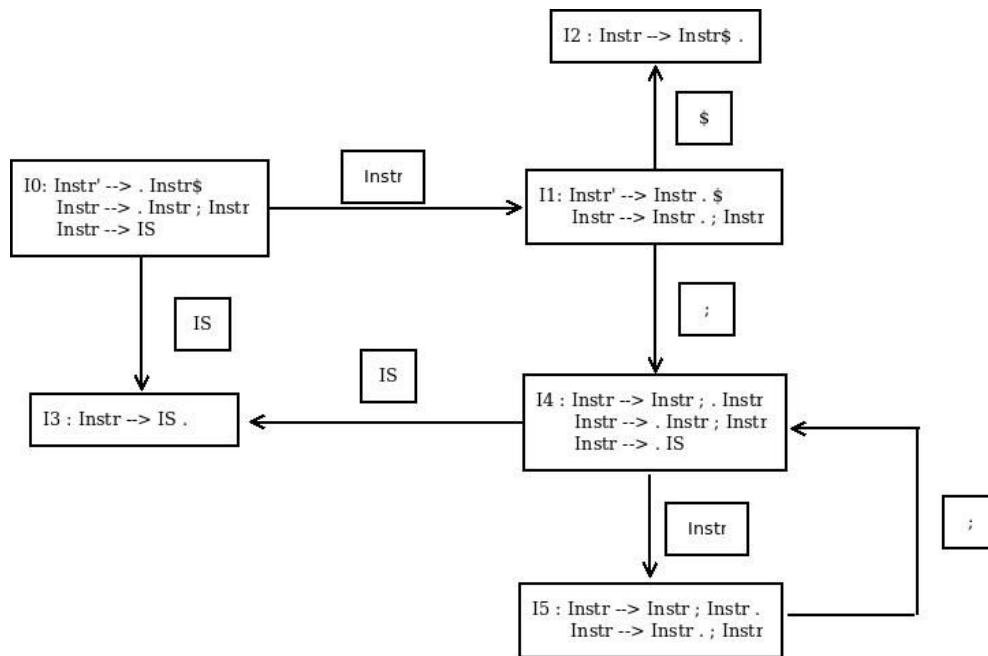 I2 : Instr --> Instr$ .
$
Instr
I0: Instr' --> . Instr$
Instr --> . Instr ; Instr
Instr --> IS
I1: Instr' --> Instr . $
Instr --> Instr . ; Instr
IS
;
IS
I3 : Instr --> IS .
I4 : Instr --> Instr ; . Instr
Instr --> . Instr ; Instr
Instr --> . IS
Instr
;
I5 : Instr --> Instr ; Instr .
Instr --> Instr . ; Instr